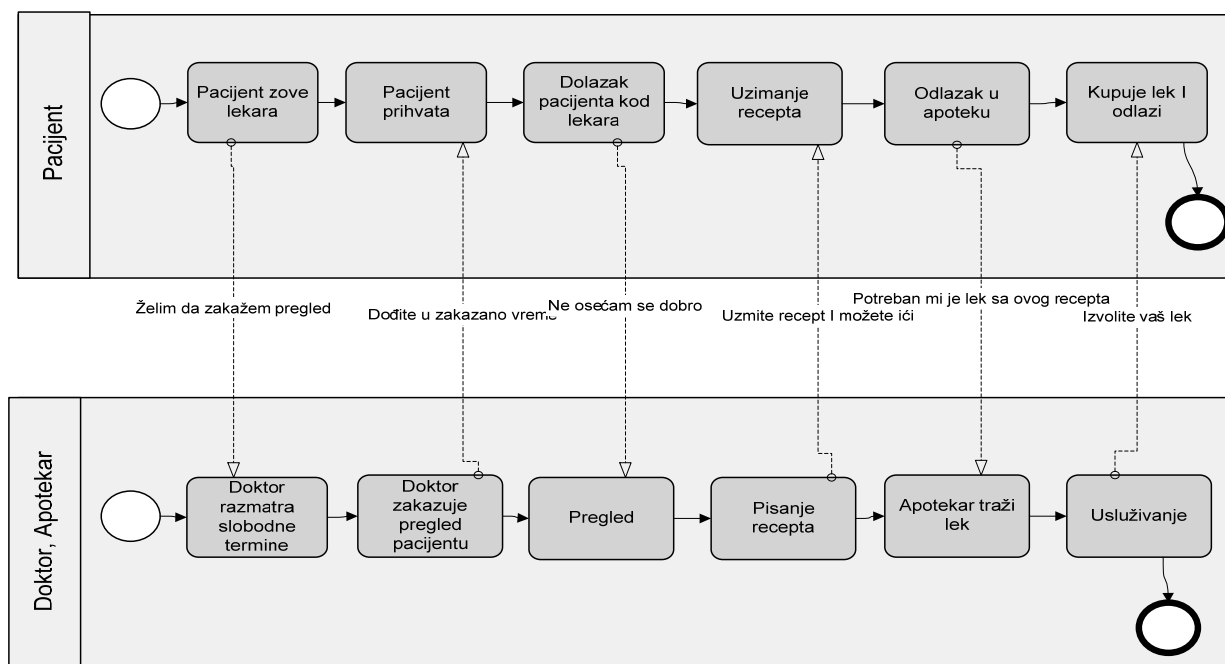 Pacijent
Pacijent zove
lekara
Pacijent
prihvata
Dolazak
pacijenta kod
lekara
Uzimanje
recepta
Odlazak u
apoteku
Kupuje lek I
odlazi
Želim da zakažem pregled
Dođite u zakazano vreme
Ne osećam se dobro
Uzmite recept I možete ići
Potreban mi je lek sa ovog recepta
Izvolite vaš lek
Doktor, Apotekar
Doktor
razmatra
slobodne
termine
Doktor
zakazuje
pregled
pacijentu
Pregled
Pisanje
recepta
Apotekar traži
lek
Usluživanje